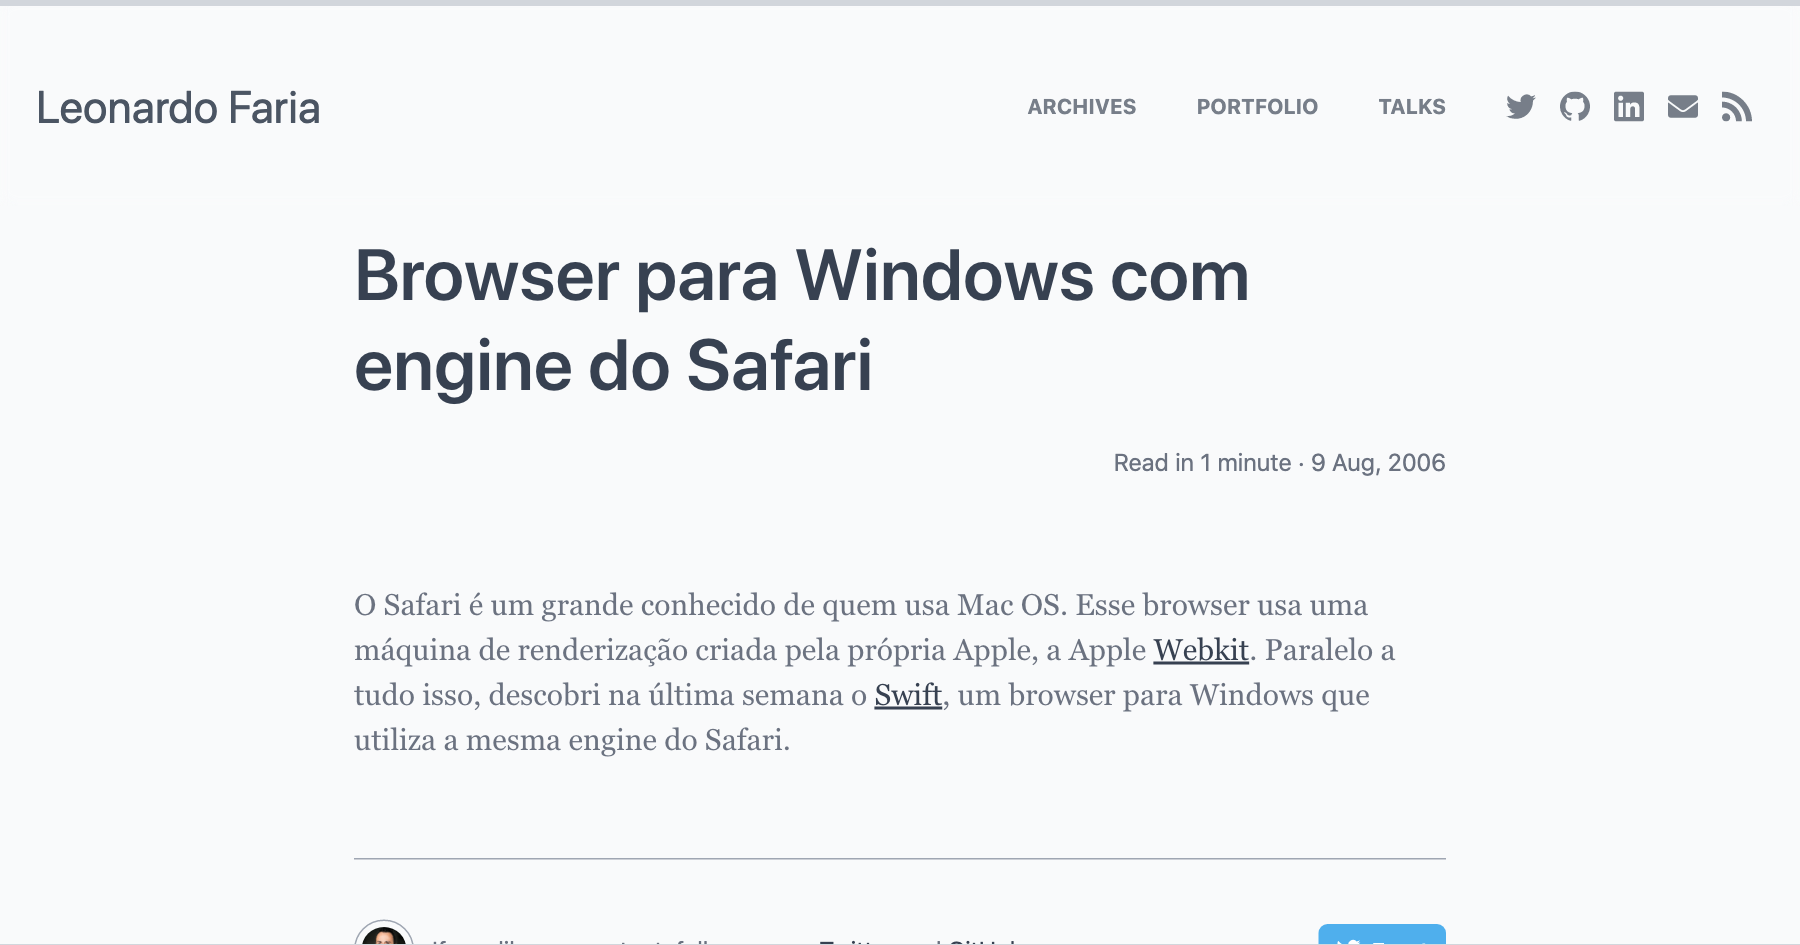 Leonardo Faria
ARCHIVES PORTFOLIO TALKS
Browser para Windows com
engine do Safari
Read in 1 minute · 9 Aug, 2006
O Safari é um grande conhecido de quem usa Mac OS. Esse browser usa uma
máquina de renderização criada pela própria Apple, a Apple Webkit. Paralelo a
tudo isso, descobri na última semana o Swift, um browser para Windows que
utiliza a mesma engine do Safari.